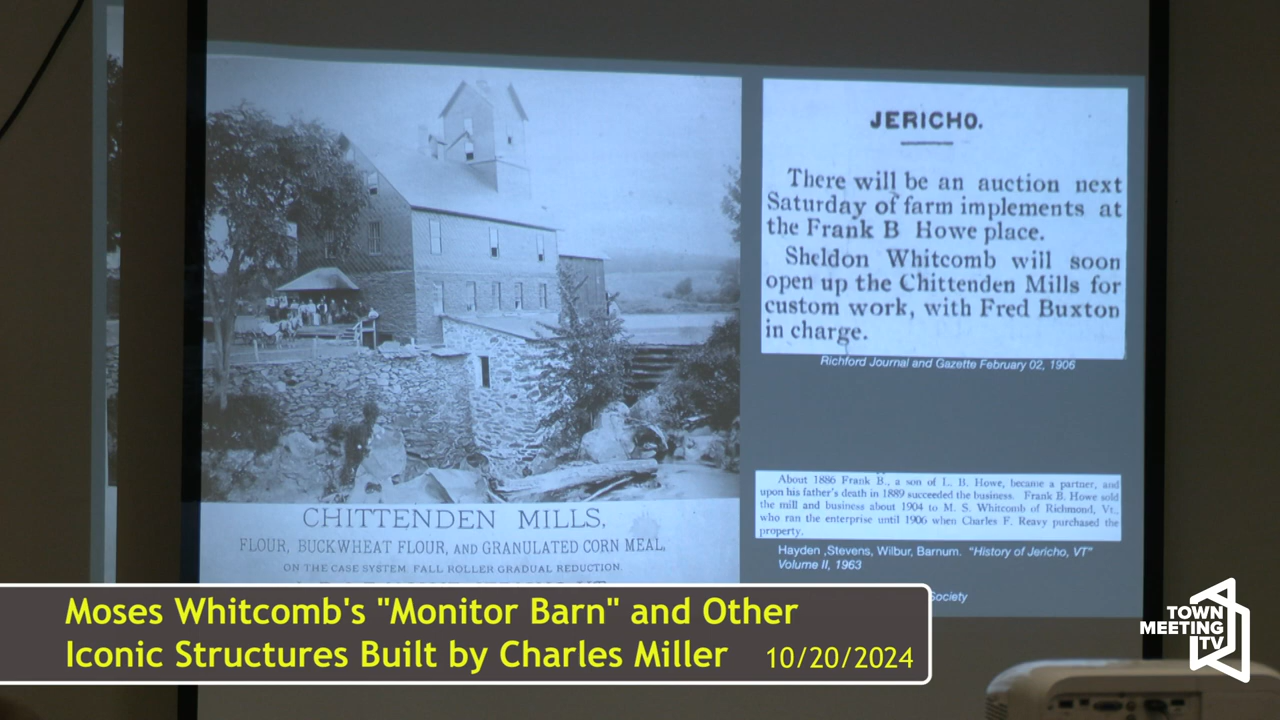 JERICHO.
There will be an auction next
Saturday of farm implements at
the Frank B Howe place.
Sheldon Whitcomb will soon
open up the Chittenden Mills for
custom work, with Fred Buxton
in charge.
Richford Journal and Gazette February 02, 1906
About 1886 Frank B., a son of L. B. Howe, became a partner, and
upon his father's death in 1889 succeeded the business. Frank B. Howe sold
the mill and business about 1904 to M. S. Whitcomb of Richmond, Vt.,
who ran the enterprise until 1906 when Charles F. Reavy purchased the
property.
Hayden ,Stevens, Wilbur, Barnum. "History of Jericho, VT"
Volume II, 1963
Society
CHITTENDEN MILLS,
FLOUR, BUCKWHEAT FLOUR, AND GRANULATED CORN MEAL,
ON THE CASE SYSTEM. FALL ROLLER GRADUAL REDUCTION.
Moses Whitcomb's "Monitor Barn" and Other
Iconic Structures Built by Charles Miller 10/20/2024
TOWN
MEETING
TV